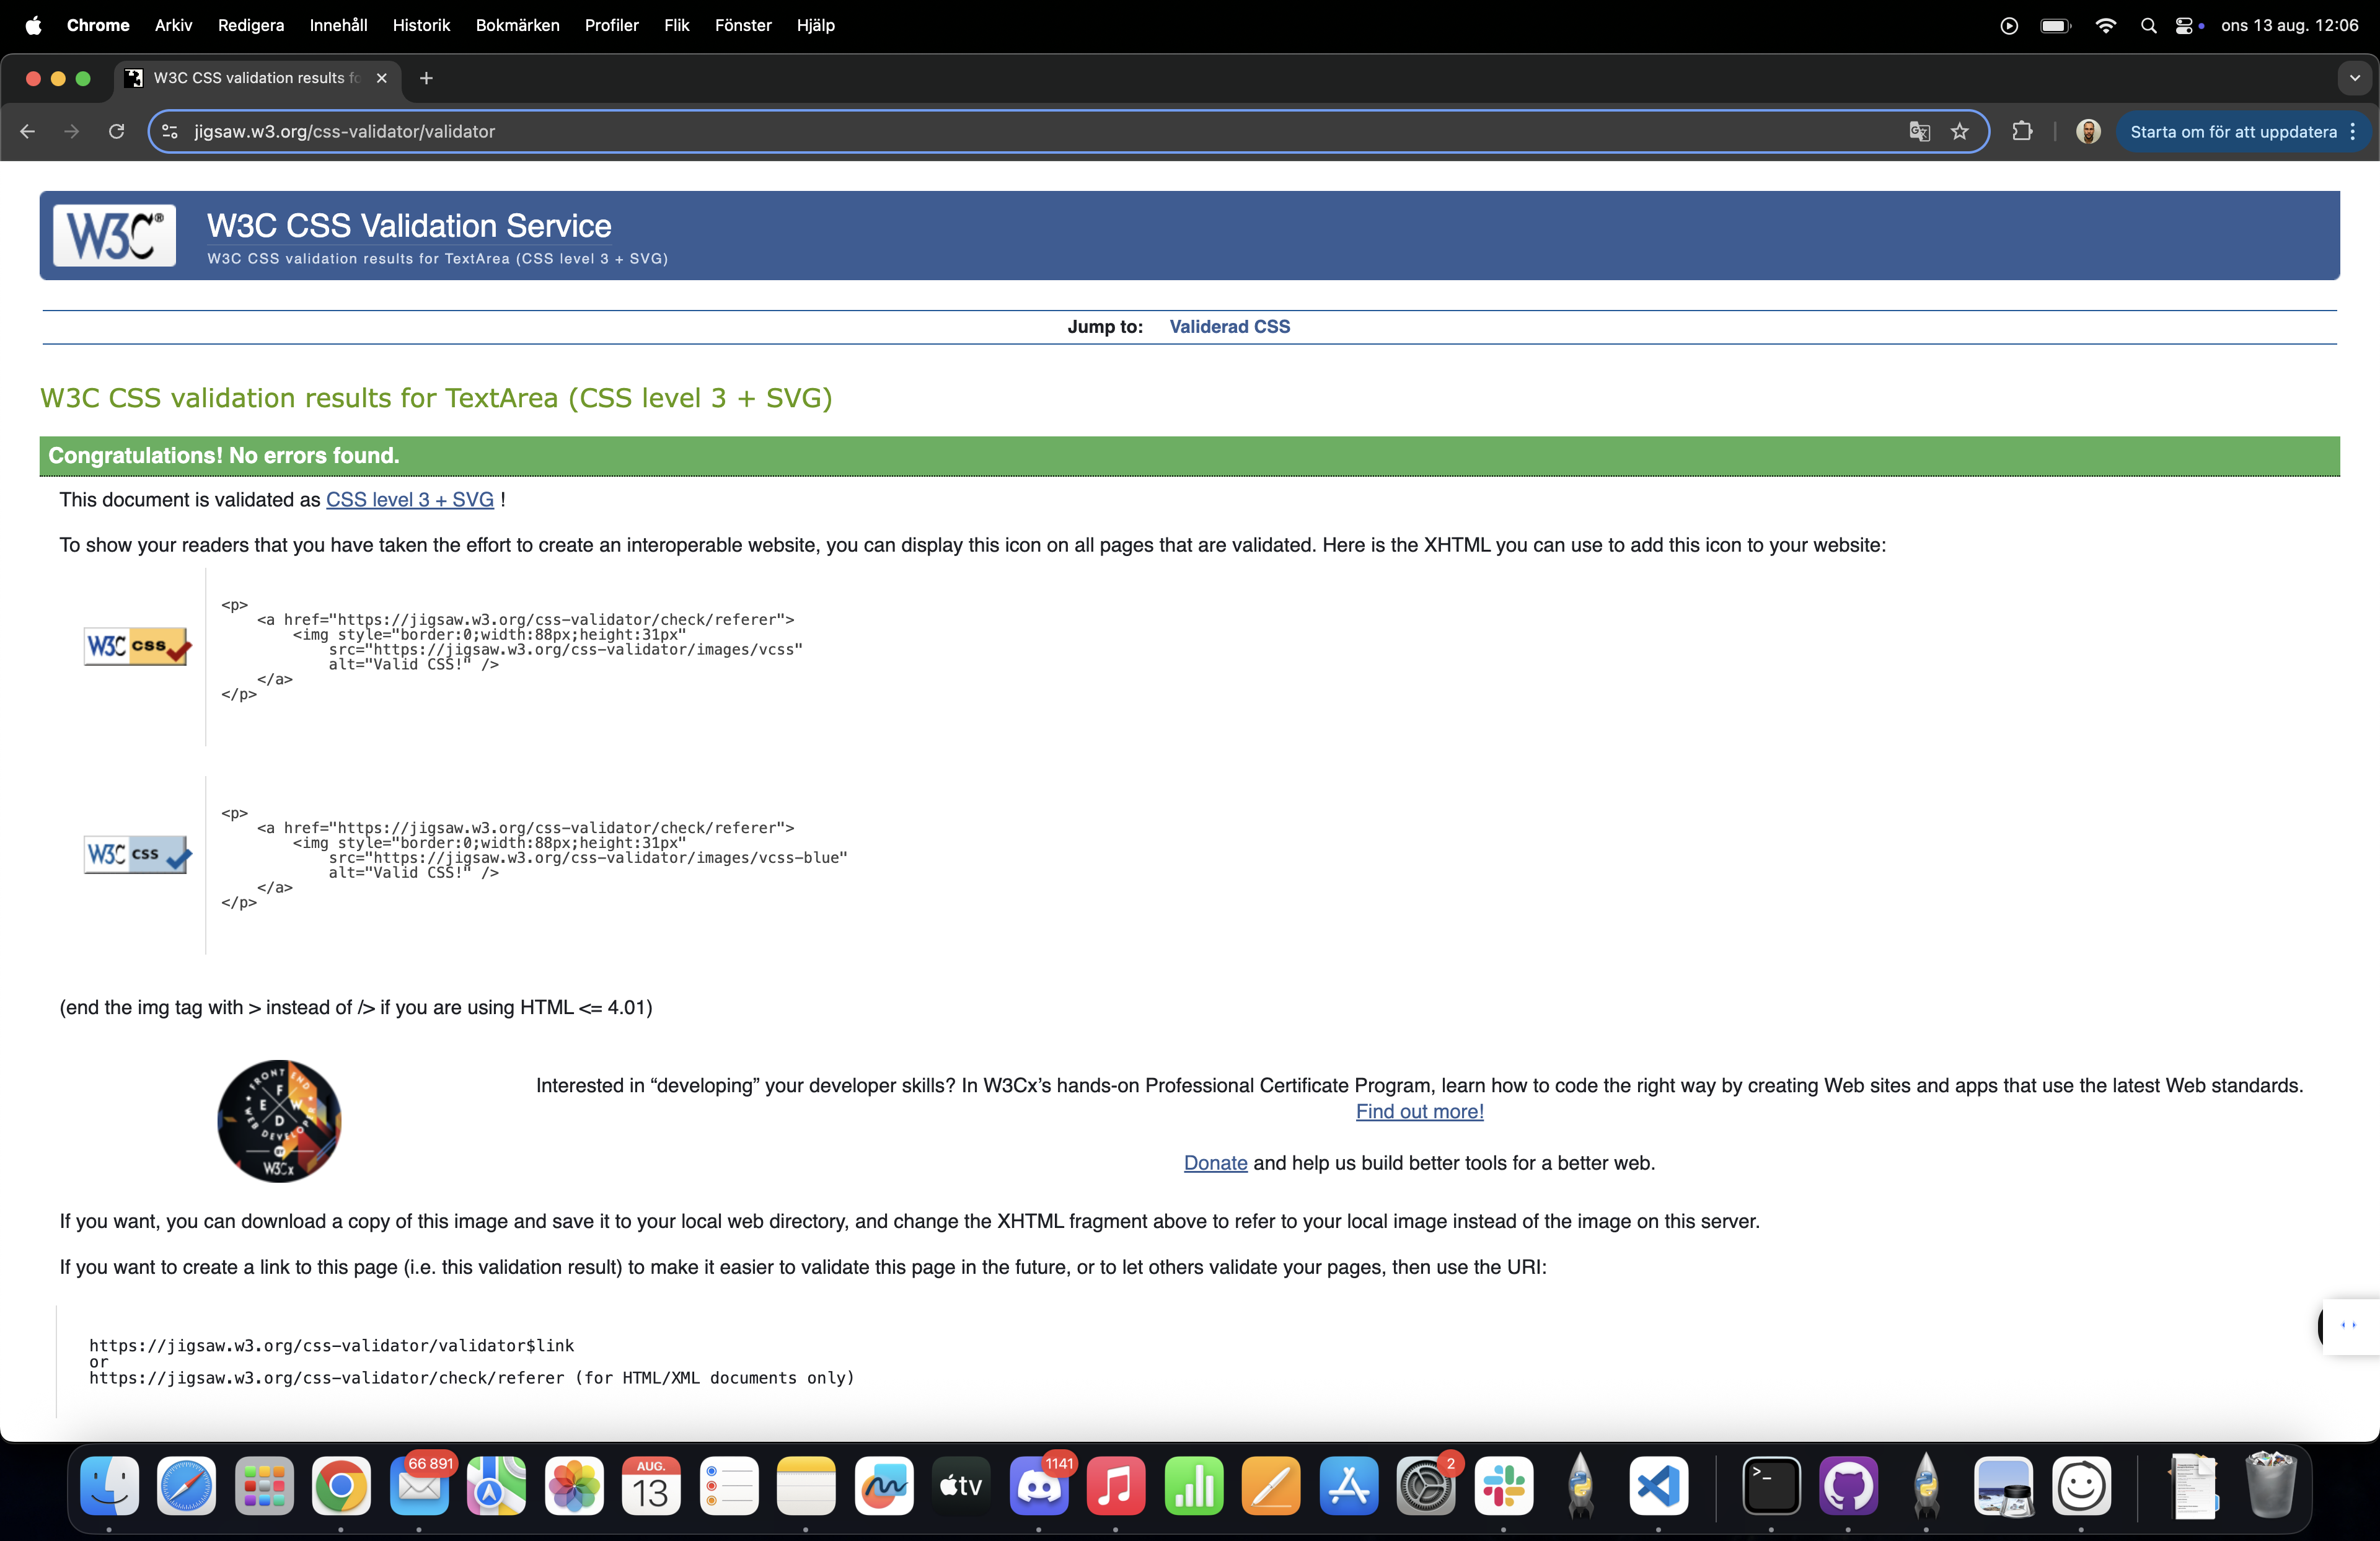 Chrome Arkiv Redigera Innehåll Historik Bokmärken Profiler Flik Fönster Hjälp ons 13 aug. 12:06
W3C CSS validation results fo
jigsaw.w3.org/css-validator/validator Starta om för att uppdatera
W3C® W3C CSS Validation Service
W3C CSS validation results for TextArea (CSS level 3 + SVG)
Jump to: Validerad CSS
W3C CSS validation results for TextArea (CSS level 3 + SVG)
Congratulations! No errors found.
This document is validated as CSS level 3 + SVG !
To show your readers that you have taken the effort to create an interoperable website, you can display this icon on all pages that are validated. Here is the XHTML you can use to add this icon to your website:
W3C css
<p>
<a href="https://jigsaw.w3.org/css-validator/check/referer">
<img style="border:0;width:88px;height:31px"
src="https://jigsaw.w3.org/css-validator/images/vcss"
alt="Valid CSS!" />
</a>
</p>
W3C css
<p>
<a href="https://jigsaw.w3.org/css-validator/check/referer">
<img style="border:0;width:88px;height:31px"
src="https://jigsaw.w3.org/css-validator/images/vcss-blue"
alt="Valid CSS!" />
</a>
</p>
(end the img tag with > instead of /> if you are using HTML <= 4.01)
FRONT END
F E W D
WEB DEVELOPER
BY
W3Cx
Interested in “developing” your developer skills? In W3Cx’s hands-on Professional Certificate Program, learn how to code the right way by creating Web sites and apps that use the latest Web standards.
Find out more!
Donate and help us build better tools for a better web.
If you want, you can download a copy of this image and save it to your local web directory, and change the XHTML fragment above to refer to your local image instead of the image on this server.
If you want to create a link to this page (i.e. this validation result) to make it easier to validate this page in the future, or to let others validate your pages, then use the URI:
https://jigsaw.w3.org/css-validator/validator$link
or
https://jigsaw.w3.org/css-validator/check/referer (for HTML/XML documents only)
66 891
AUG.
13
tv
1141
2
>_